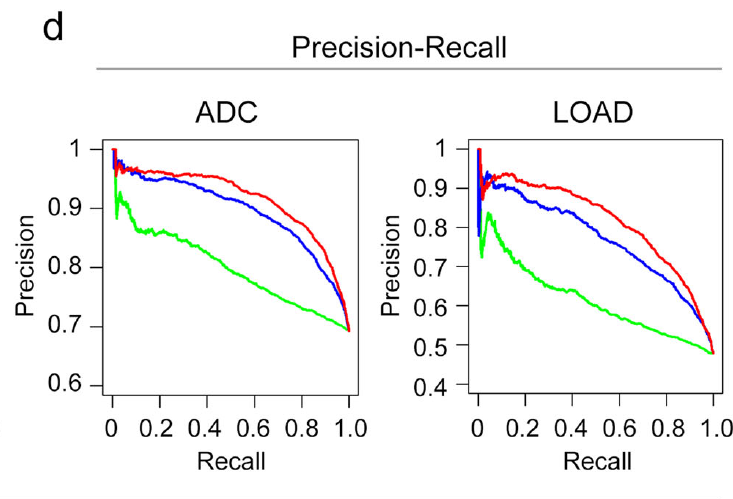 d
Precision-Recall
ADC
LOAD
Precision
1
0.9
0.8
0.7
0.6
0 0.2 0.4 0.6 0.8 1.0
Recall
Precision
1
0.9
0.8
0.7
0.6
0.5
0.4
0 0.2 0.4 0.6 0.8 1.0
Recall